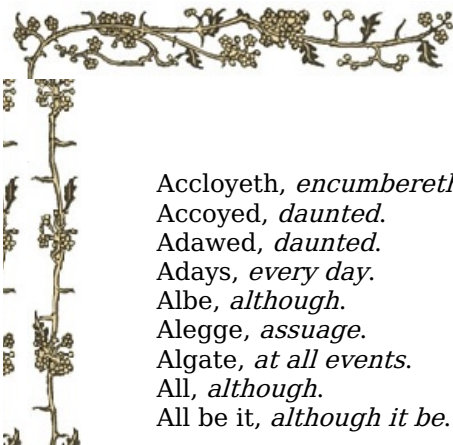 Accloyeth, encumbereth
Accoyed, daunted.
Adawed, daunted.
Adays, every day.
Albe, although.
Alegge, assuage.
Algate, at all events.
All, although.
All be it, although it be.